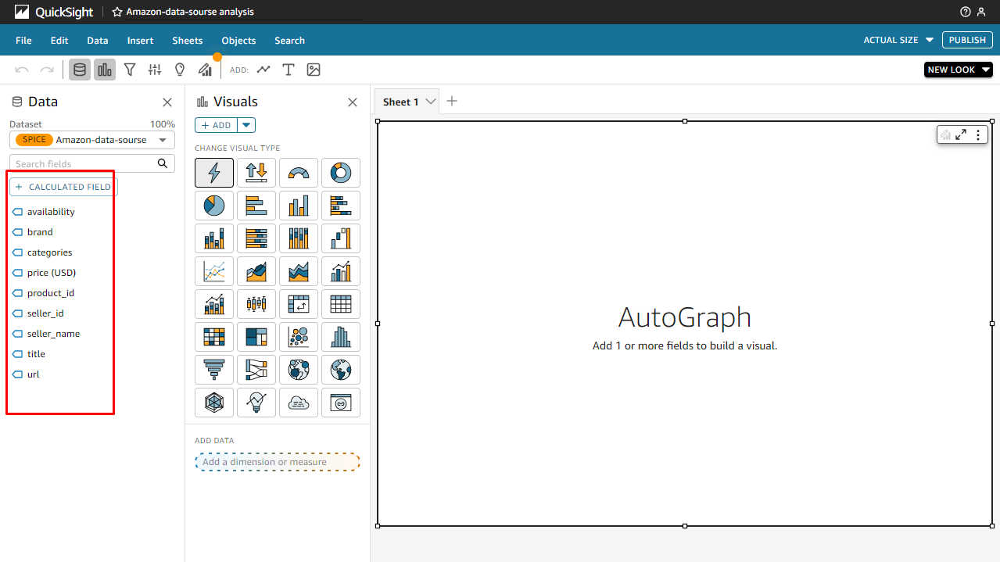 QuickSight Amazon-data-sourse analysis
File Edit Data Insert Sheets Objects Search ACTUAL SIZE PUBLISH
ADD: NEW LOOK
Data
Dataset 100%
SPICE Amazon-data-sourse
Search fields
+ CALCULATED FIELD
availability
brand
categories
price (USD)
product_id
seller_id
seller_name
title
url
Visuals
+ ADD
CHANGE VISUAL TYPE
ADD DATA
Add a dimension or measure
Sheet 1
AutoGraph
Add 1 or more fields to build a visual.